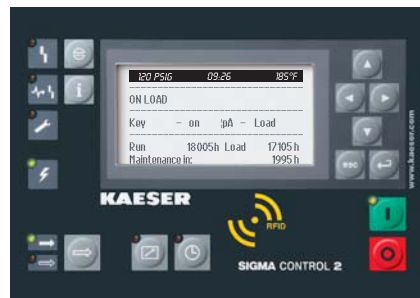 120 PSIG 09:26 185°F
ON LOAD
Key - on :pA - Load
Run 18005h Load 17105h
Maintenance in: 1995h
esc
www.kaeser.com
KAESER
RFID
I
O
SIGMA CONTROL 2